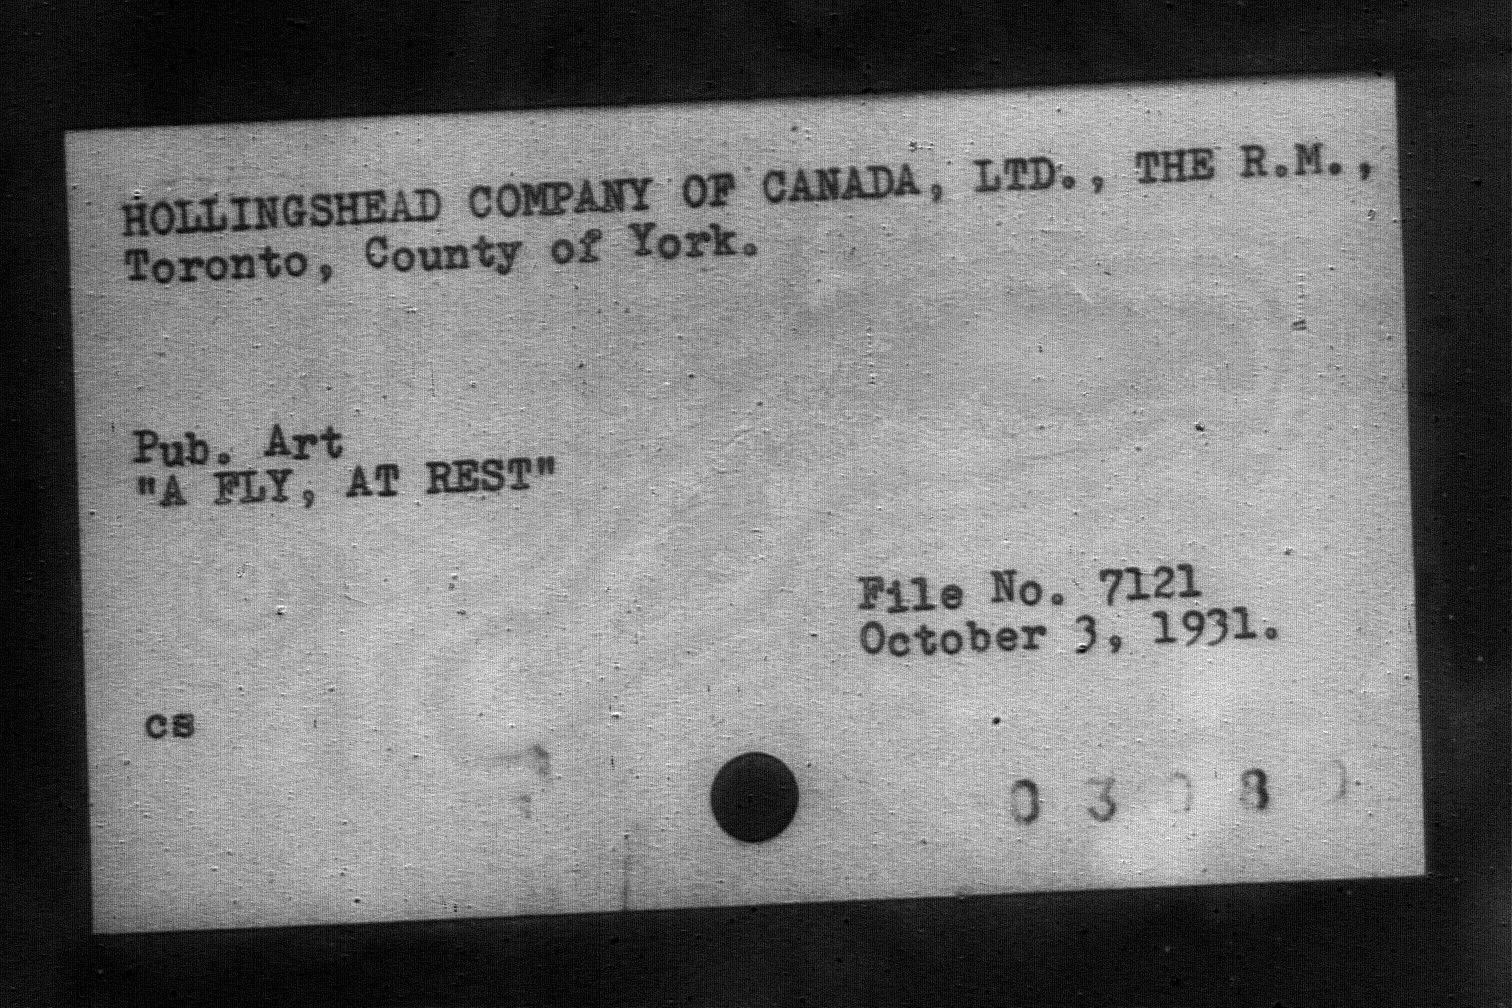 HOLLINGSHEAD COMPANY OF CANADA, LTD., THE R.M.,
Toronto, County of York.
Pub. Art
"A FLY, AT REST"
File No. 7121
October 3, 1931.
cs